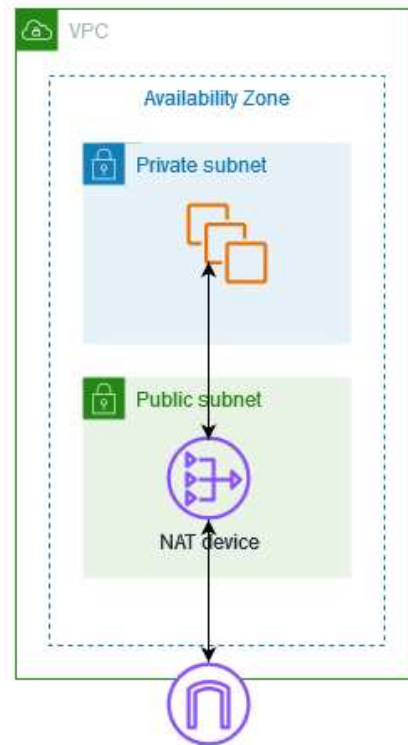 VPC
Availability Zone
Private subnet
Public subnet
NAT device